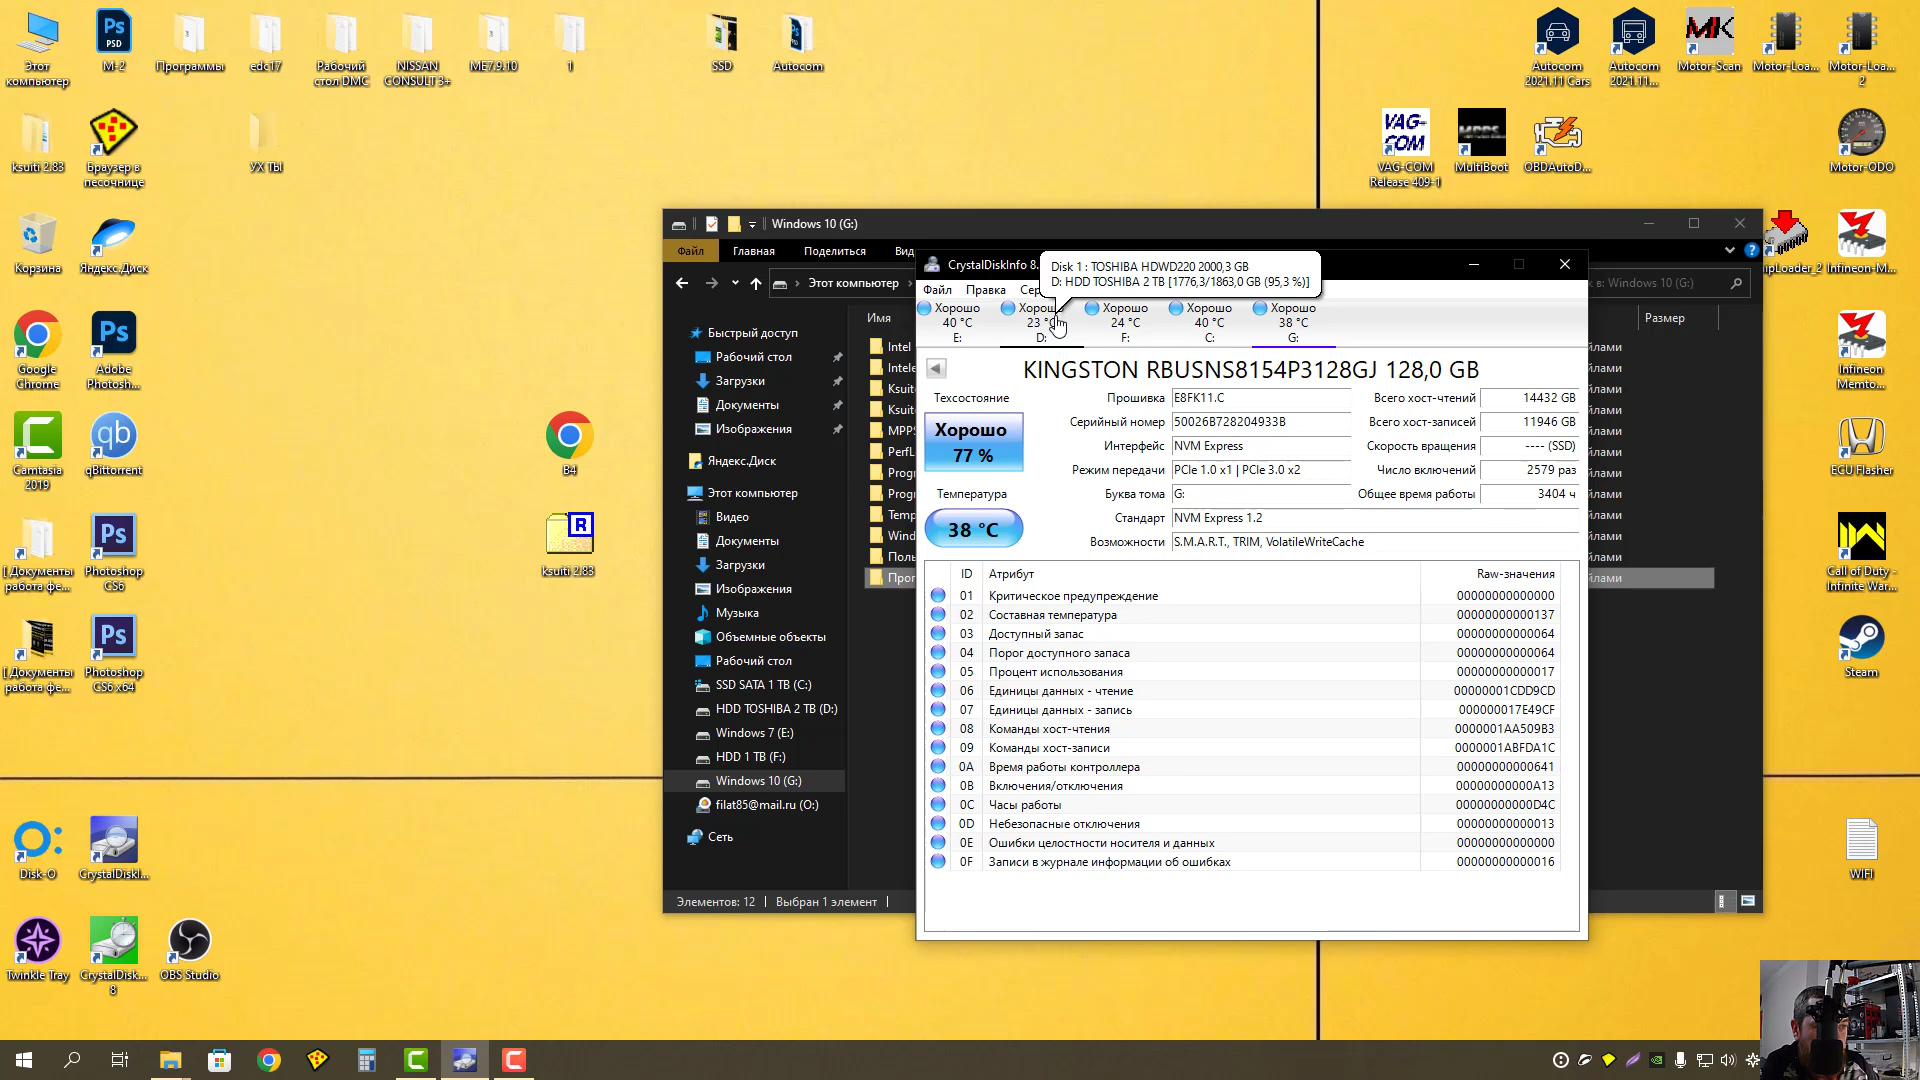 Этот компьютер
M-2
Программы
edc17
Рабочий стол DMC
NISSAN CONSULT 3+
ME7.9.10
1
SSD
Autocom
Autocom 2021.11 Cars
Autocom 2021.11...
Motor-Scan
Motor-Loa...
Motor-Loa... 2
ksuiti 2.83
Браузер в песочнице
УХ ТЫ
VAG-COM Release 409-1
MultiBoot
OBDAutoD...
Motor-ODO
Корзина
Яндекс.Диск
Infineon-M...
Google Chrome
Adobe Photosh...
Infineon Memto...
Camtasia 2019
qBittorrent
B4
ECU Flasher
[ Документы работа фе...
Photoshop CS6
ksuiti 2.83
Call of Duty - Infinite War...
[ Документы работа фе...
Photoshop CS6 x64
Steam
Disk-O
CrystalDiskI...
WIFI
Twinkle Tray
CrystalDisk... 8
OBS Studio
Windows 10 (G:)
Файл
Главная
Поделиться
Вид
Этот компьютер
в: Windows 10 (G:)
Имя
Размер
Быстрый доступ
Рабочий стол
Загрузки
Документы
Изображения
Яндекс.Диск
Этот компьютер
Видео
Документы
Загрузки
Изображения
Музыка
Объемные объекты
Рабочий стол
SSD SATA 1 TB (C:)
HDD TOSHIBA 2 TB (D:)
Windows 7 (E:)
HDD 1 TB (F:)
Windows 10 (G:)
filat85@mail.ru (O:)
Сеть
Intel
Элементов: 12
Выбран 1 элемент
CrystalDiskInfo 8.
Disk 1 : TOSHIBA HDWD220 2000,3 GB
D: HDD TOSHIBA 2 TB [1776,3/1863,0 GB (95,3 %)]
Файл Правка
Хорошо 40 °C E:
Хорошо 23 °C D:
Хорошо 24 °C F:
Хорошо 40 °C C:
Хорошо 38 °C G:
KINGSTON RBUSNS8154P3128GJ 128,0 GB
Техсостояние
Хорошо
77 %
Температура
38 °C
Прошивка E8FK11.C
Серийный номер 50026B728204933B
Интерфейс NVM Express
Режим передачи PCIe 1.0 x1 | PCIe 3.0 x2
Буква тома G:
Стандарт NVM Express 1.2
Возможности S.M.A.R.T., TRIM, VolatileWriteCache
Всего хост-чтений 14432 GB
Всего хост-записей 11946 GB
Скорость вращения ---- (SSD)
Число включений 2579 раз
Общее время работы 3404 ч
ID Атрибут Raw-значения
01 Критическое предупреждение 00000000000000
02 Составная температура 00000000000137
03 Доступный запас 00000000000064
04 Порог доступного запаса 00000000000064
05 Процент использования 00000000000017
06 Единицы данных - чтение 00000001CDD9CD
07 Единицы данных - запись 000000017E49CF
08 Команды хост-чтения 0000001AA509B3
09 Команды хост-записи 0000001ABFDA1C
0A Время работы контроллера 00000000000641
0B Включения/отключения 00000000000A13
0C Часы работы 00000000000D4C
0D Небезопасные отключения 00000000000013
0E Ошибки целостности носителя и данных 00000000000000
0F Записи в журнале информации об ошибках 00000000000016